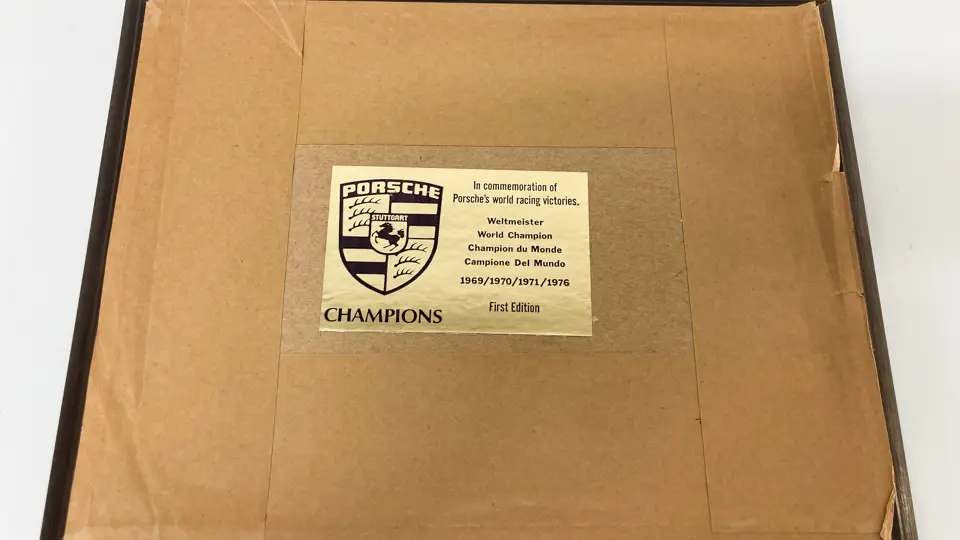 PORSCHE
STUTTGART
CHAMPIONS
In commemoration of
Porsche's world racing victories.
Weltmeister
World Champion
Champion du Monde
Campione Del Mundo
1969/1970/1971/1976
First Edition